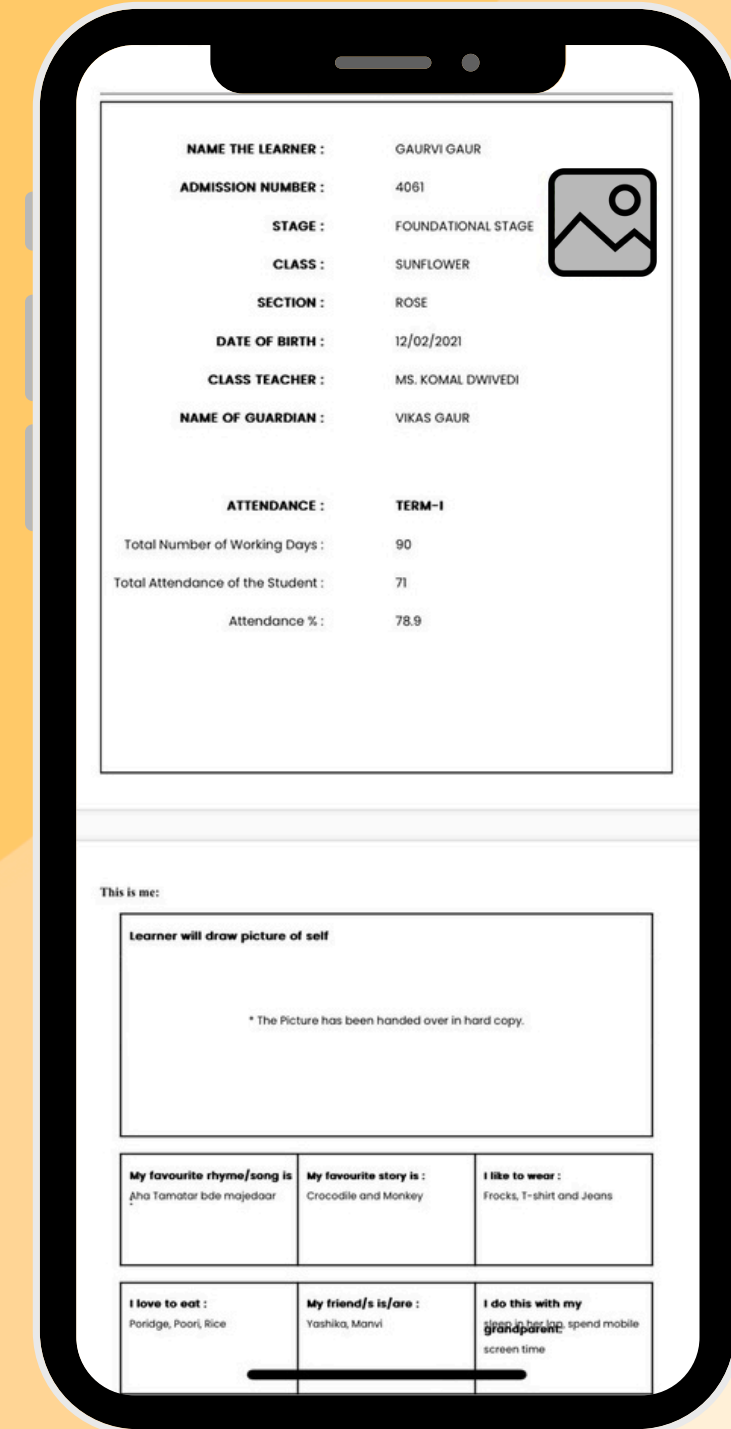 NAME THE LEARNER : GAURVI GAUR
ADMISSION NUMBER : 4061
STAGE : FOUNDATIONAL STAGE
CLASS : SUNFLOWER
SECTION : ROSE
DATE OF BIRTH : 12/02/2021
CLASS TEACHER : MS. KOMAL DWIVEDI
NAME OF GUARDIAN : VIKAS GAUR
ATTENDANCE : TERM-I
Total Number of Working Days : 90
Total Attendance of the Student : 71
Attendance % : 78.9
This is me:
Learner will draw picture of self
* The Picture has been handed over in hard copy.
My favourite rhyme/song is :
Aha Tamatar bde majedaar
My favourite story is :
Crocodile and Monkey
I like to wear :
Frocks, T-shirt and Jeans
I love to eat :
Poridge, Poori, Rice
My friend/s is/are :
Yashika, Manvi
I do this with my
grandparent:
sleep in her lap, spend mobile
screen time